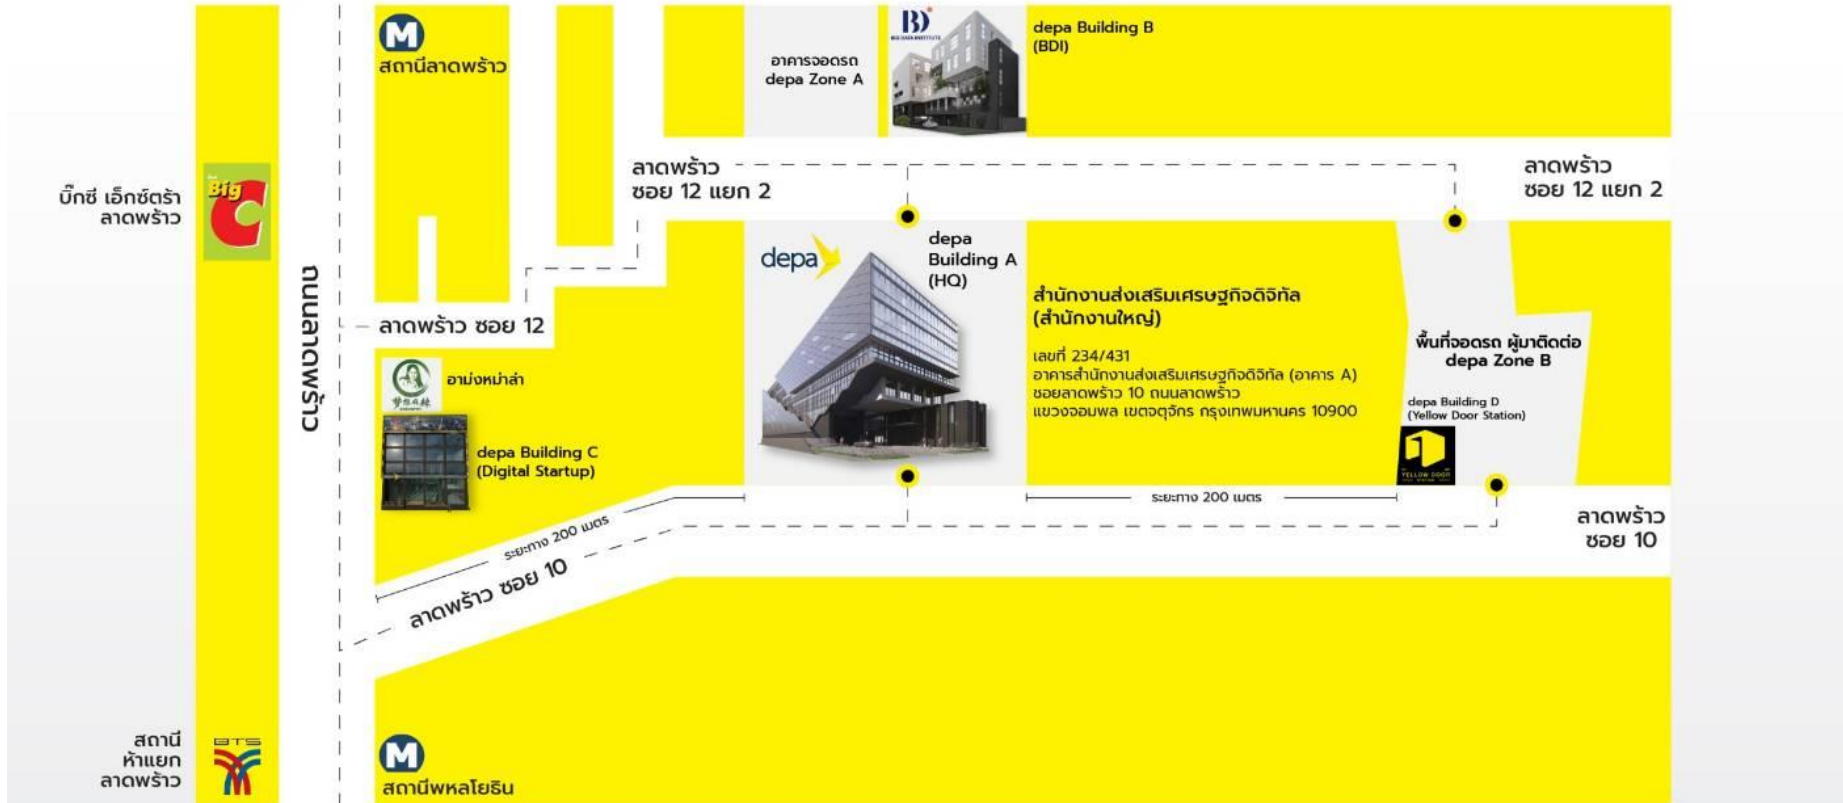 สถานีลาดพร้าว
BD
BIG DATA INSTITUTE
อาคารจอดรถ
depa Zone A
depa Building B
(BDI)
บิ๊กซี เอ็กซ์ตร้า
ลาดพร้าว
Big
C
ถนนลาดพร้าว
ลาดพร้าว
ซอย 12 แยก 2
ลาดพร้าว
ซอย 12 แยก 2
ลาดพร้าว ซอย 12
depa
depa
Building A
(HQ)
สำนักงานส่งเสริมเศรษฐกิจดิจิทัล
(สำนักงานใหญ่)
เลขที่ 234/431
อาคารสำนักงานส่งเสริมเศรษฐกิจดิจิทัล (อาคาร A)
ซอยลาดพร้าว 10 ถนนลาดพร้าว
แขวงจอมพล เขตจตุจักร กรุงเทพมหานคร 10900
พื้นที่จอดรถ ผู้มาติดต่อ
depa Zone B
depa Building D
(Yellow Door Station)
YELLOW DOOR
STATION
อาม่งหม่าล่า
depa Building C
(Digital Startup)
ระยะทาง 200 เมตร
ระยะทาง 200 เมตร
ลาดพร้าว ซอย 10
ลาดพร้าว
ซอย 10
สถานี
ห้าแยก
ลาดพร้าว
BTS
M
สถานีพหลโยธิน